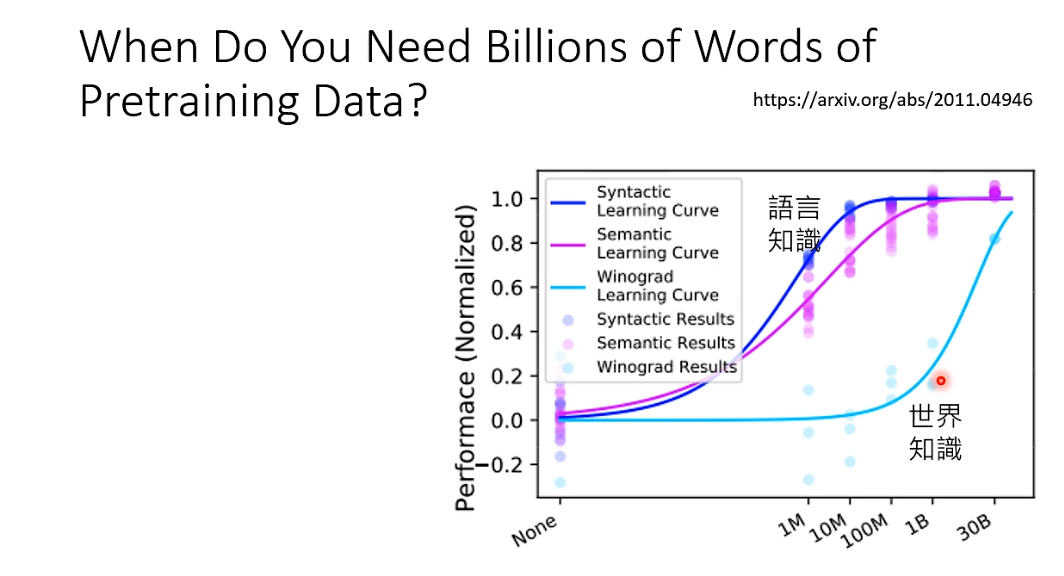 When Do You Need Billions of Words of
Pretraining Data?
https://arxiv.org/abs/2011.04946
Performace (Normalized)
1.0
0.8
0.6
0.4
0.2
0.0
−0.2
Syntactic
Learning Curve
Semantic
Learning Curve
Winograd
Learning Curve
Syntactic Results
Semantic Results
Winograd Results
語言
知識
世界
知識
None
1M
10M
100M
1B
30B